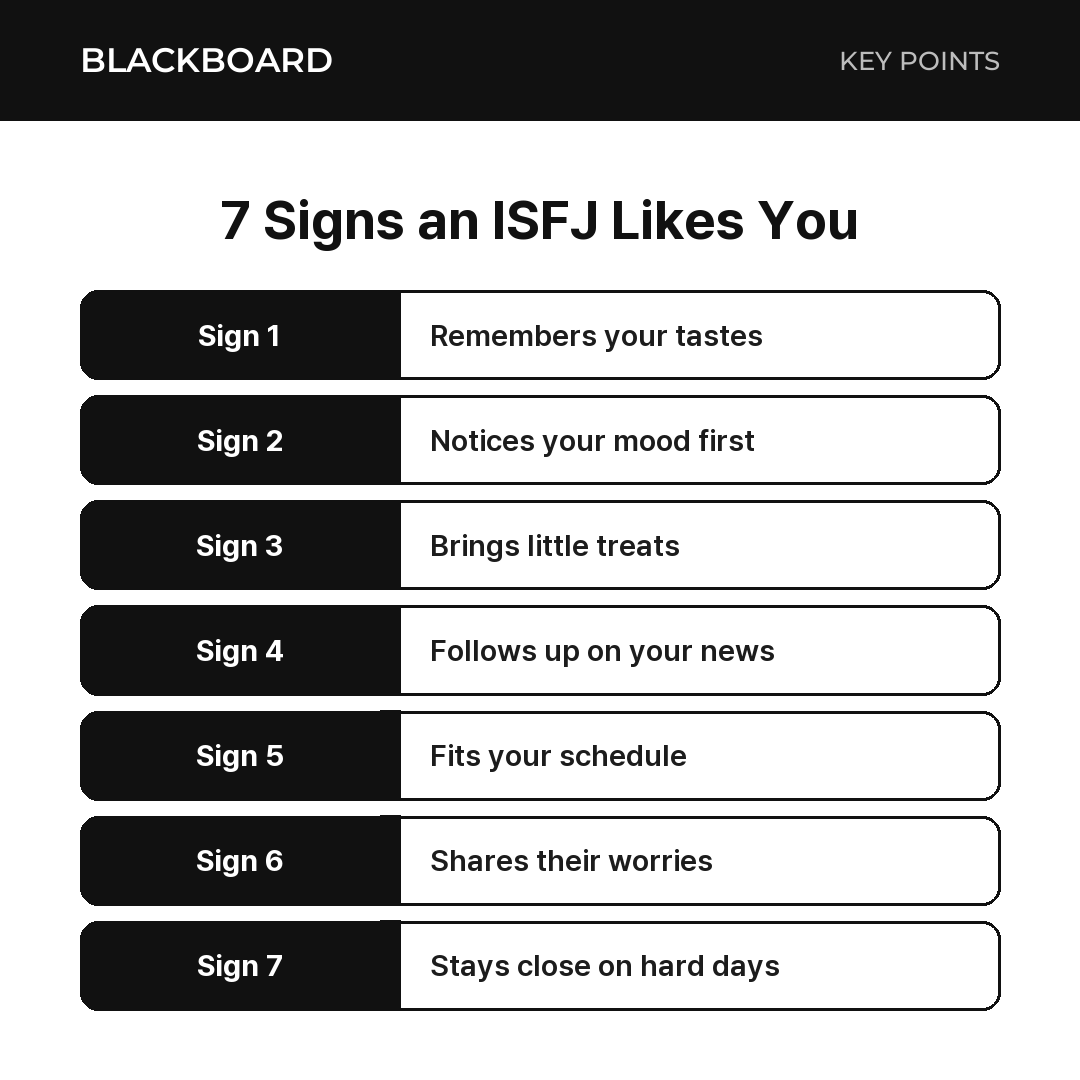 BLACKBOARD
KEY POINTS
7 Signs an ISFJ Likes You
Sign 1 Remembers your tastes
Sign 2 Notices your mood first
Sign 3 Brings little treats
Sign 4 Follows up on your news
Sign 5 Fits your schedule
Sign 6 Shares their worries
Sign 7 Stays close on hard days